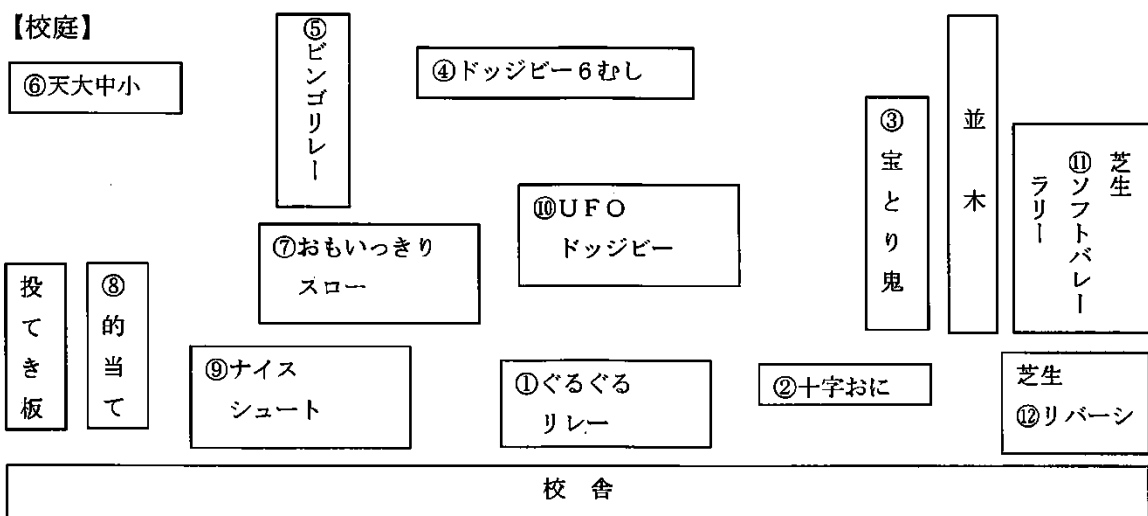 【校庭】
⑥天大中小
⑤ビンゴリレー
④ドッジビー６むし
③宝とり鬼
並木
芝生
⑪ソフトバレー
ラリー
⑩ＵＦＯ
ドッジビー
⑦おもいっきり
スロー
投てき板
⑧的当て
⑨ナイス
シュート
①ぐるぐる
リレー
②十字おに
芝生
⑫リバーシ
校舎